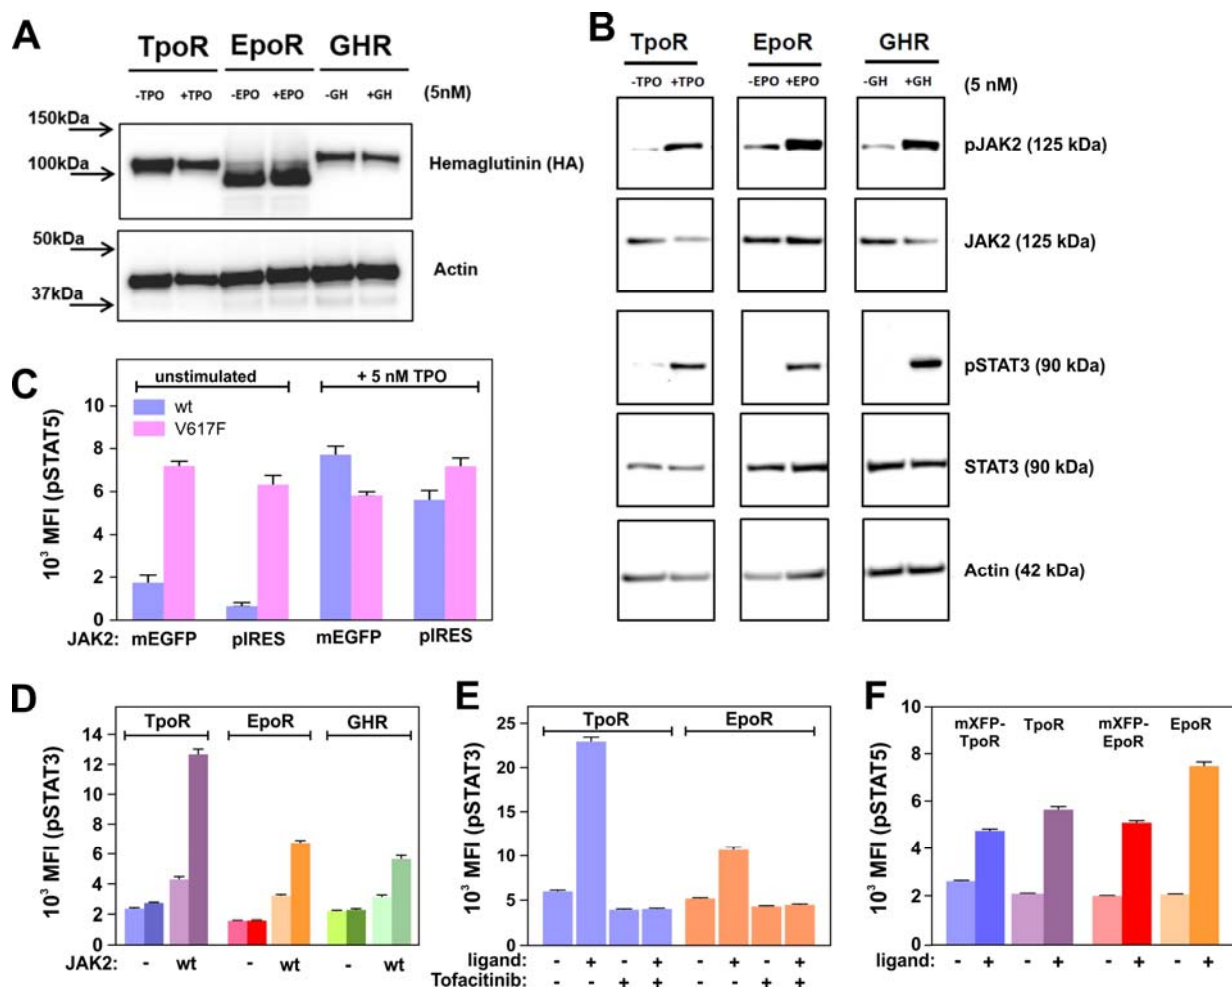 A
TpoR EpoR GHR
-TPO +TPO -EPO +EPO -GH +GH (5nM)
150kDa
100kDa
Hemaglutinin (HA)
50kDa
37kDa
Actin
B
TpoR EpoR GHR
-TPO +TPO -EPO +EPO -GH +GH (5 nM)
pJAK2 (125 kDa)
JAK2 (125 kDa)
pSTAT3 (90 kDa)
STAT3 (90 kDa)
Actin (42 kDa)
C
unstimulated + 5 nM TPO
wt
V617F
10³ MFI (pSTAT5)
10
8
6
4
2
0
JAK2: mEGFP pIRES mEGFP pIRES
D
TpoR EpoR GHR
10³ MFI (pSTAT3)
14
12
10
8
6
4
2
0
JAK2: - wt - wt - wt
E
TpoR EpoR
10³ MFI (pSTAT3)
25
20
15
10
5
0
ligand: - + - + - + - +
Tofacitinib: - - + + - - + +
F
mXFP-TpoR TpoR mXFP-EpoR EpoR
10³ MFI (pSTAT5)
10
8
6
4
2
0
ligand: - + - + - + - +